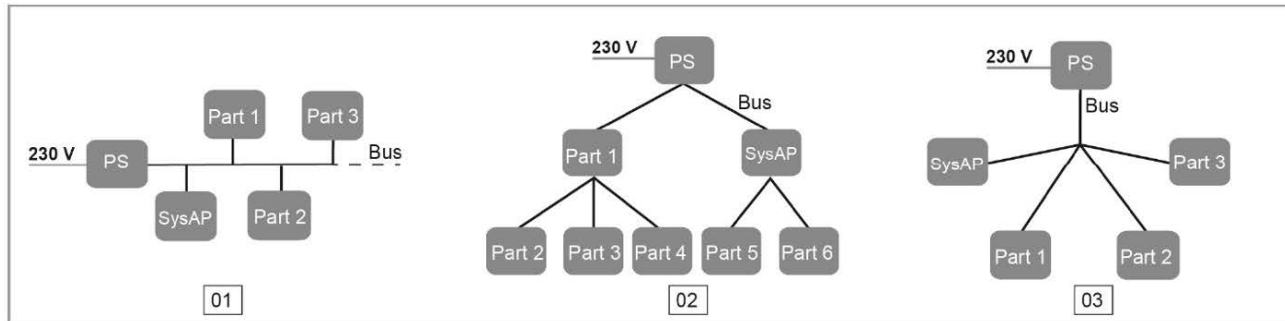 230 V
PS
Part 1
Part 3
Bus
SysAP
Part 2
01
230 V
PS
Bus
Part 1
SysAP
Part 2
Part 3
Part 4
Part 5
Part 6
02
230 V
PS
Bus
SysAP
Part 3
Part 1
Part 2
03